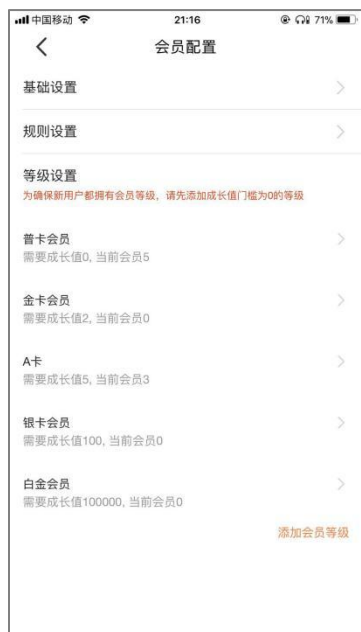 中国移动 21:16 71%
会员配置
基础设置
规则设置
等级设置
为确保新用户都拥有会员等级，请先添加成长值门槛为0的等级
普卡会员
需要成长值0, 当前会员5
金卡会员
需要成长值2, 当前会员0
A卡
需要成长值5, 当前会员3
银卡会员
需要成长值100, 当前会员0
白金会员
需要成长值100000, 当前会员0
添加会员等级